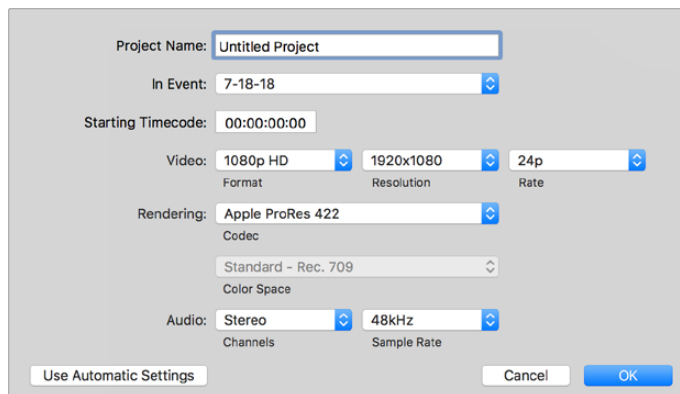 Project Name: Untitled Project
In Event: 7-18-18
Starting Timecode: 00:00:00:00
Video: 1080p HD 1920x1080 24p
Format Resolution Rate
Rendering: Apple ProRes 422
Codec
Standard - Rec. 709
Color Space
Audio: Stereo 48kHz
Channels Sample Rate
Use Automatic Settings Cancel OK